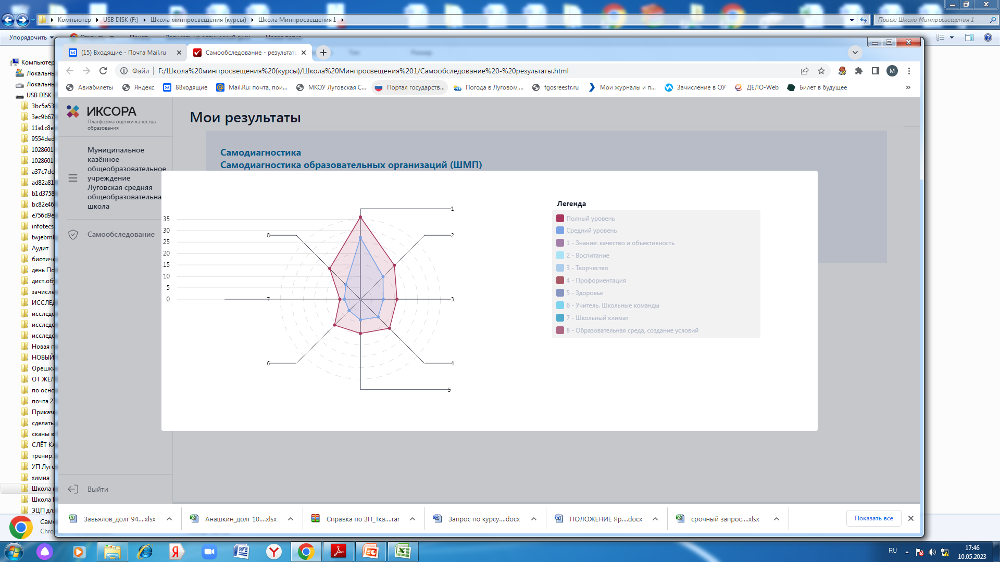 Компьютер
USB DISK (F:)
Школа минпросвещения (курсы)
Школа Минпросвещения 1
Поиск: Школа Минпросвещения 1
Упорядочить
(15) Входящие - Почта Mail.ru
Самообследование - результат
Файл
F:/Школа%20минпросвещения%20(курсы)/Школа%20Минпросвещения%201/Самообследование%20-%20результаты.html
Авиабилеты
Яндекс
8Входящие
Mail.Ru: почта, пои...
МКОУ Луговская С...
Портал государств...
Погода в Луговом,...
fgosreestr.ru
Мои журналы и п...
Зачисление в ОУ
ДЕЛО-Web
Билет в будущее
Компьютер
Локальны
Локальны
USB DISK
3bc5a53
3ec9b67
11e1c8e
9554ded
1028601
1028601
a37c7dc
ad82a81
b1d3758
bc82e46
e756d9e
infotecs
twjebmk
Аудит
биотиче
день По
дист.обу
зачисле
ИССЛЕД
исследо
исследо
исследо
Новая п
НОВЫЙ
Орешки
ОТ ЖЕЛ
по осно
почта 27
Приказы
сделать
сканы в
СЛЁТ КА
тренир.
УП Луго
химия
Школа
Школа
ЭЦП для
ИКСОРА
Платформа оценки качества
образования
Муниципальное
казённое
общеобразовательное
учреждение
Луговская средняя
общеобразовательна
школа
Самообследование
Выйти
Мои результаты
Самодиагностика
Самодиагностика образовательных организаций (ШМП)
35
30
25
20
15
10
5
0
1
2
3
4
5
6
7
8
Легенда
Полный уровень
Средний уровень
1 - Знание: качество и объективность
2 - Воспитание
3 - Творчество
4 - Профориентация
5 - Здоровье
6 - Учитель. Школьные команды
7 - Школьный климат
8 - Образовательная среда, создание условий
Завьялов_долг 94....xlsx
Анашкин_долг 10....xlsx
Справка по ЗП_Тка....rar
Запрос по курсу....docx
ПОЛОЖЕНИЕ Яр....docx
срочный запрос....xlsx
Показать все
Само
Chro
RU
17:46
10.05.2023